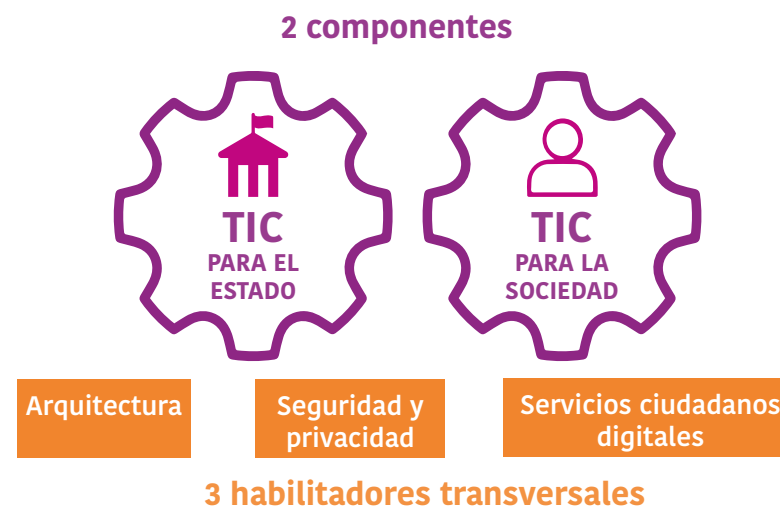 2 componentes
TIC
PARA EL
ESTADO
TIC
PARA LA
SOCIEDAD
Arquitectura
Seguridad y
privacidad
Servicios ciudadanos
digitales
3 habilitadores transversales